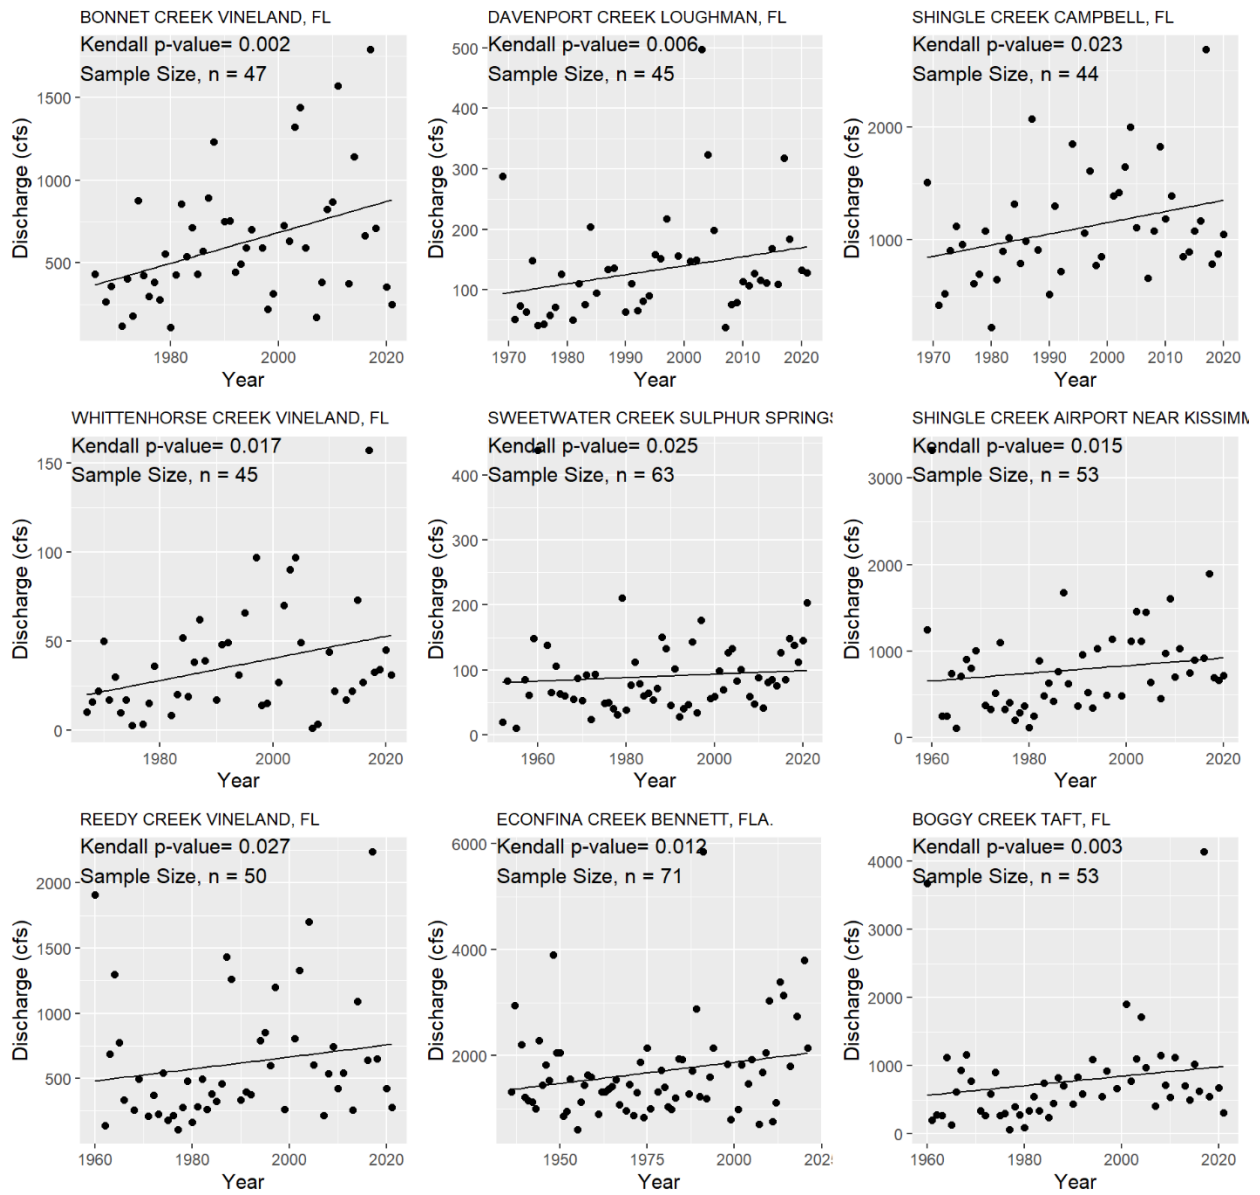 BONNET CREEK VINELAND, FL
Kendall p-value= 0.002
Sample Size, n = 47
Discharge (cfs)
1500
1000
500
1980
2000
2020
Year
DAVENPORT CREEK LOUGHMAN, FL
Kendall p-value= 0.006
Sample Size, n = 45
Discharge (cfs)
500
400
300
200
100
1970
1980
1990
2000
2010
2020
Year
SHINGLE CREEK CAMPBELL, FL
Kendall p-value= 0.023
Sample Size, n = 44
Discharge (cfs)
2000
1000
1970
1980
1990
2000
2010
2020
Year
WHITTENHORSE CREEK VINELAND, FL
Kendall p-value= 0.017
Sample Size, n = 45
Discharge (cfs)
150
100
50
0
1980
2000
2020
Year
SWEETWATER CREEK SULPHUR SPRINGS
Kendall p-value= 0.025
Sample Size, n = 63
Discharge (cfs)
400
300
200
100
0
1960
1980
2000
2020
Year
SHINGLE CREEK AIRPORT NEAR KISSIMM
Kendall p-value= 0.015
Sample Size, n = 53
Discharge (cfs)
3000
2000
1000
0
1960
1980
2000
2020
Year
REEDY CREEK VINELAND, FL
Kendall p-value= 0.027
Sample Size, n = 50
Discharge (cfs)
2000
1500
1000
500
1960
1980
2000
2020
Year
ECONFINA CREEK BENNETT, FLA.
Kendall p-value= 0.012
Sample Size, n = 71
Discharge (cfs)
6000
4000
2000
1950
1975
2000
202
Year
BOGGY CREEK TAFT, FL
Kendall p-value= 0.003
Sample Size, n = 53
Discharge (cfs)
4000
3000
2000
1000
0
1960
1980
2000
2020
Year